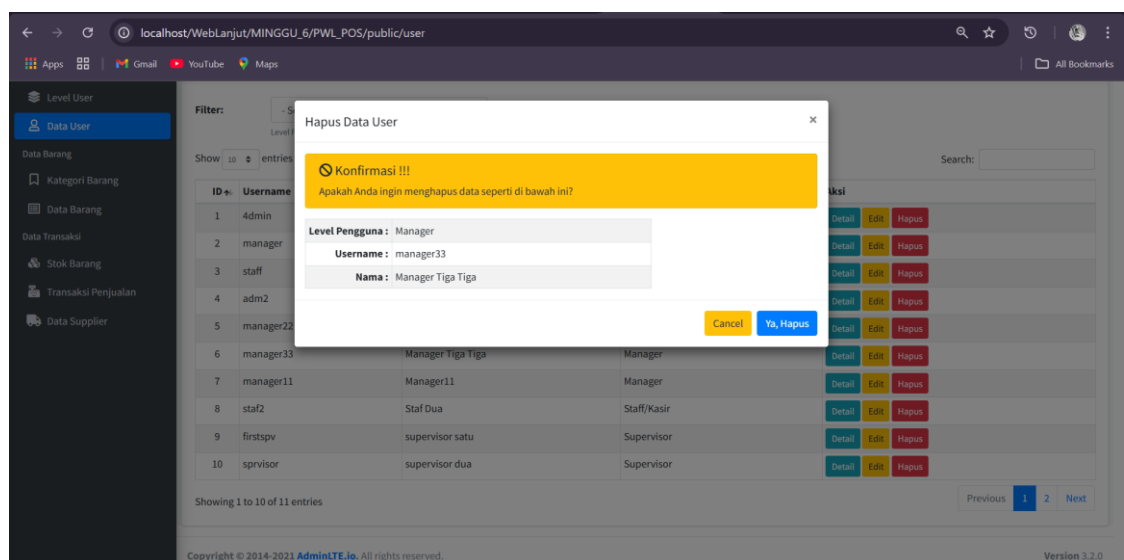 localhost/WebLanjut/MINGGU_6/PWL_POS/public/user
Apps Gmail YouTube Maps All Bookmarks
Level User
Data User
Data Barang
Kategori Barang
Data Barang
Data Transaksi
Stok Barang
Transaksi Penjualan
Data Supplier
Filter: - S
Level
Show 10 entries Search:
Hapus Data User ×
Konfirmasi !!!
Apakah Anda ingin menghapus data seperti di bawah ini?
Level Pengguna : Manager
Username : manager33
Nama : Manager Tiga Tiga
Cancel Ya, Hapus
ID Username Aksi
1 4dmin Detail Edit Hapus
2 manager Detail Edit Hapus
3 staff Detail Edit Hapus
4 adm2 Detail Edit Hapus
5 manager22 Detail Edit Hapus
6 manager33 Manager Tiga Tiga Manager Detail Edit Hapus
7 manager11 Manager11 Manager Detail Edit Hapus
8 staf2 Staf Dua Staff/Kasir Detail Edit Hapus
9 firstspv supervisor satu Supervisor Detail Edit Hapus
10 sprvisor supervisor dua Supervisor Detail Edit Hapus
Showing 1 to 10 of 11 entries Previous 1 2 Next
Copyright © 2014-2021 AdminLTE.io. All rights reserved. Version 3.2.0